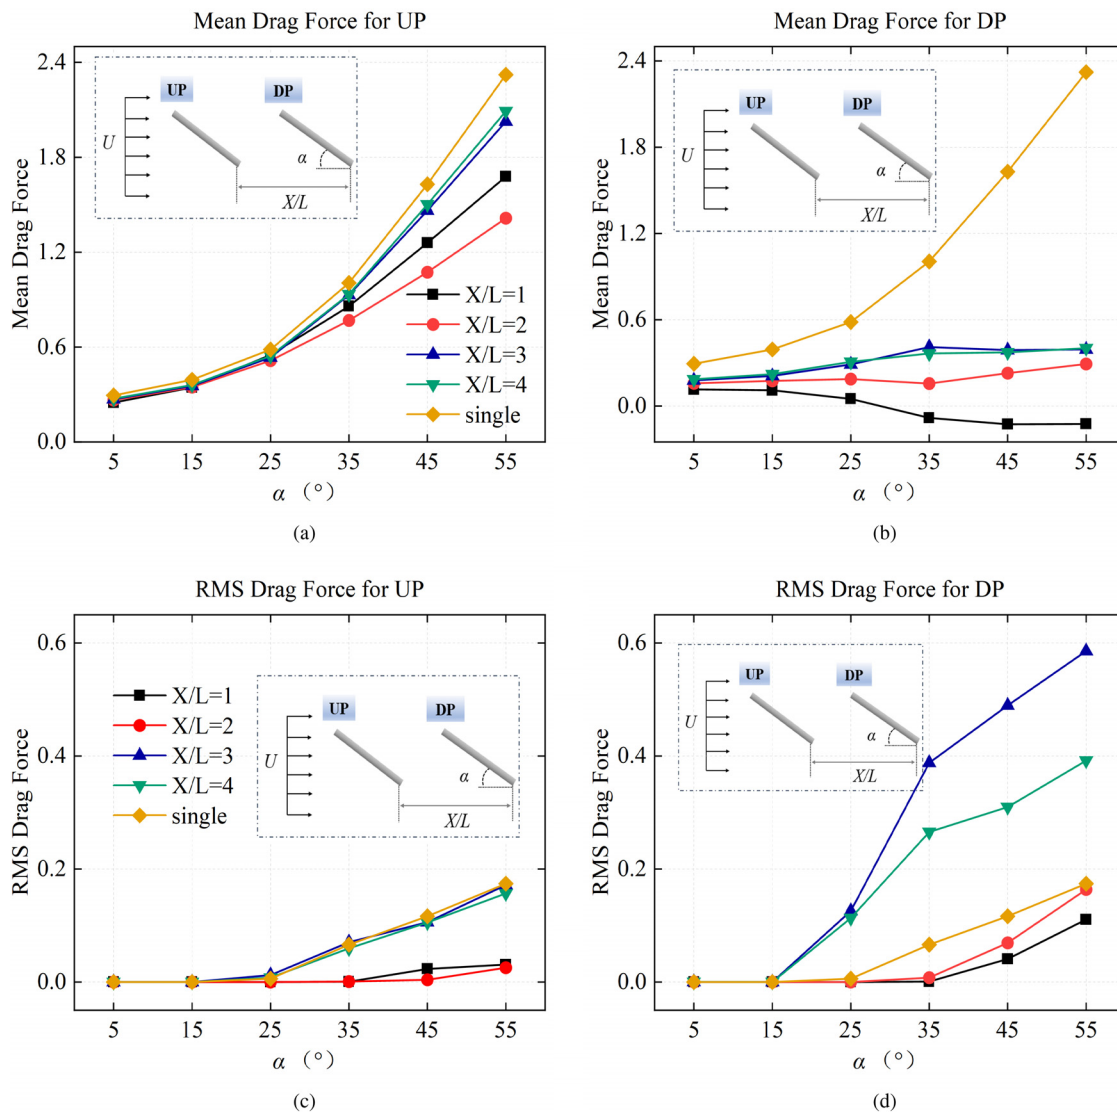 Mean Drag Force for UP
Mean Drag Force
2.4
1.8
1.2
0.6
0.0
UP
DP
U
α
X/L
X/L=1
X/L=2
X/L=3
X/L=4
single
5 15 25 35 45 55
α （°）
(a)
Mean Drag Force for DP
Mean Drag Force
2.4
1.8
1.2
0.6
0.0
UP
DP
U
α
X/L
5 15 25 35 45 55
α （°）
(b)
RMS Drag Force for UP
RMS Drag Force
0.6
0.4
0.2
0.0
X/L=1
X/L=2
X/L=3
X/L=4
single
UP
DP
U
α
X/L
5 15 25 35 45 55
α （°）
(c)
RMS Drag Force for DP
RMS Drag Force
0.6
0.4
0.2
0.0
UP
DP
U
α
X/L
5 15 25 35 45 55
α （°）
(d)